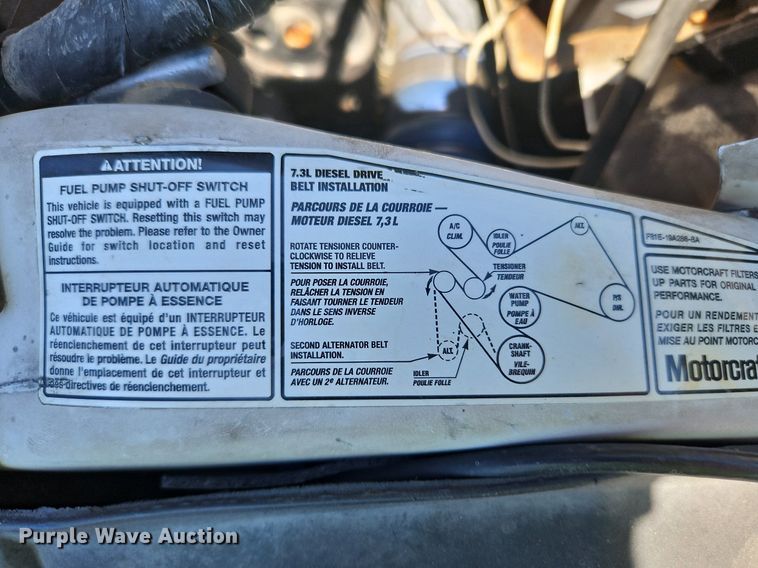 ATTENTION!
FUEL PUMP SHUT-OFF SWITCH
This vehicle is equipped with a FUEL PUMP
SHUT-OFF SWITCH. Resetting this switch may
resolve the problem. Please refer to the Owner
Guide for switch location and reset
instructions.
INTERRUPTEUR AUTOMATIQUE
DE POMPE À ESSENCE
Ce véhicule est équipé d'un INTERRUPTEUR
AUTOMATIQUE DE POMPE À ESSENCE. Le
réenclenchement de cet interrupteur peut
résoudre le problème. Le Guide du propriétaire
donne l'emplacement de cet interrupteur et
directives de réenclenchement.
7.3L DIESEL DRIVE
BELT INSTALLATION
PARCOURS DE LA COURROIE —
MOTEUR DIESEL 7,3 L
ROTATE TENSIONER COUNTER-
CLOCKWISE TO RELIEVE
TENSION TO INSTALL BELT.
POUR POSER LA COURROIE,
RELÂCHER LA TENSION EN
FAISANT TOURNER LE TENDEUR
DANS LE SENS INVERSE
D'HORLOGE.
SECOND ALTERNATOR BELT
INSTALLATION.
PARCOURS DE LA COURROIE
AVEC UN 2e ALTERNATEUR.
A/C
CLIM.
IDLER
POULIE
FOLLE
ALT.
TENSIONER
TENDEUR
WATER
PUMP
POMPE À
EAU
P/S
DIR.
ALT.
IDLER
POULIE FOLLE
CRANK-
SHAFT
VILE-
BREQUIN
F81E-19A286-BA
USE MOTORCRAFT FILTERS
UP PARTS FOR ORIGINAL
PERFORMANCE.
POUR UN RENDEMENT
EXIGER LES FILTRES E
MISE AU POINT MOTORC
Motorcraf
Purple Wave Auction